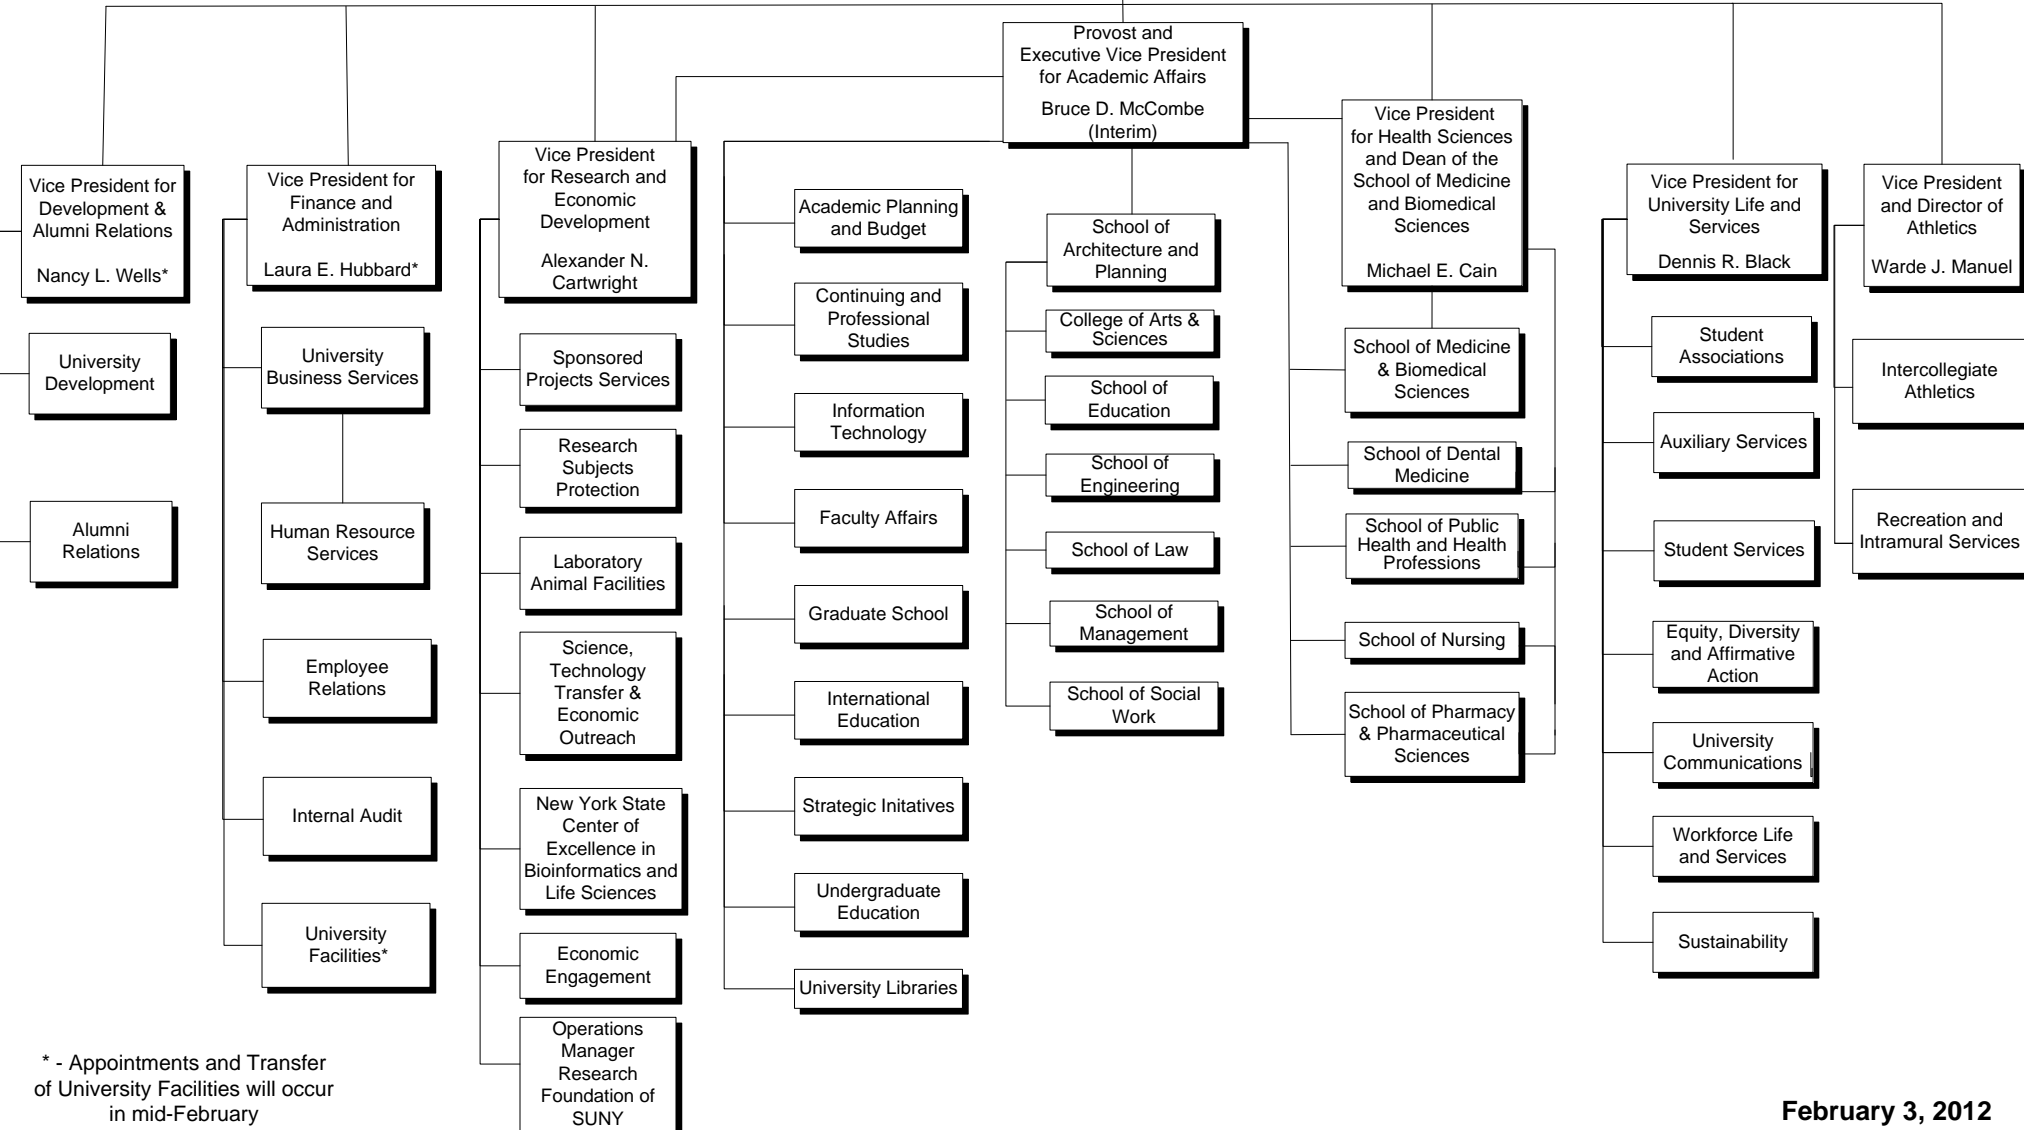 Provost and
Executive Vice President
for Academic Affairs
Bruce D. McCombe
(Interim)
Vice President for
Development &
Alumni Relations
Nancy L. Wells*
University
Development
Alumni
Relations
Vice President for
Finance and
Administration
Laura E. Hubbard*
University
Business Services
Human Resource
Services
Employee
Relations
Internal Audit
University
Facilities*
Vice President
for Research and
Economic
Development
Alexander N.
Cartwright
Sponsored
Projects Services
Research
Subjects
Protection
Laboratory
Animal Facilities
Science,
Technology
Transfer &
Economic
Outreach
New York State
Center of
Excellence in
Bioinformatics and
Life Sciences
Economic
Engagement
Operations
Manager
Research
Foundation of
SUNY
Academic Planning
and Budget
Continuing and
Professional
Studies
Information
Technology
Faculty Affairs
Graduate School
International
Education
Strategic Initatives
Undergraduate
Education
University Libraries
School of
Architecture and
Planning
College of Arts &
Sciences
School of
Education
School of
Engineering
School of Law
School of
Management
School of Social
Work
Vice President
for Health Sciences
and Dean of the
School of Medicine
and Biomedical
Sciences
Michael E. Cain
School of Medicine
& Biomedical
Sciences
School of Dental
Medicine
School of Public
Health and Health
Professions
School of Nursing
School of Pharmacy
& Pharmaceutical
Sciences
Vice President for
University Life and
Services
Dennis R. Black
Student
Associations
Auxiliary Services
Student Services
Equity, Diversity
and Affirmative
Action
University
Communications
Workforce Life
and Services
Sustainability
Vice President
and Director of
Athletics
Warde J. Manuel
Intercollegiate
Athletics
Recreation and
Intramural Services
* - Appointments and Transfer
of University Facilities will occur
in mid-February
February 3, 2012